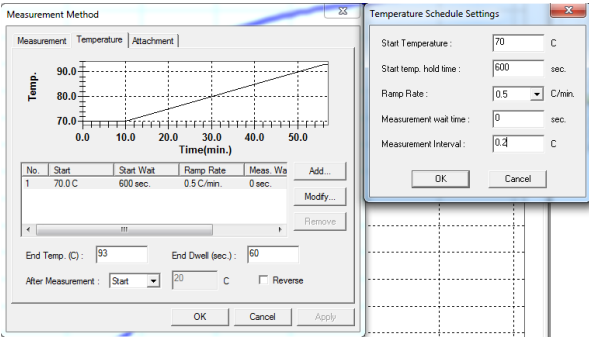 Measurement Method
Measurement Temperature Attachment
Temp.
90.0
80.0
70.0
0.0 10.0 20.0 30.0 40.0 50.0
Time(min.)
No. Start Start Wait Ramp Rate Meas. Wa
1 70.0 C 600 sec. 0.5 C/min. 0 sec.
Add...
Modify...
Remove
End Temp. (C) : 93 End Dwell (sec.) : 60
After Measurement : Start 20 C Reverse
OK Cancel Apply
Temperature Schedule Settings
Start Temperature : 70 C
Start temp. hold time : 600 sec.
Ramp Rate : 0.5 C/min.
Measurement wait time : 0 sec.
Measurement Interval : 0.2 C
OK Cancel